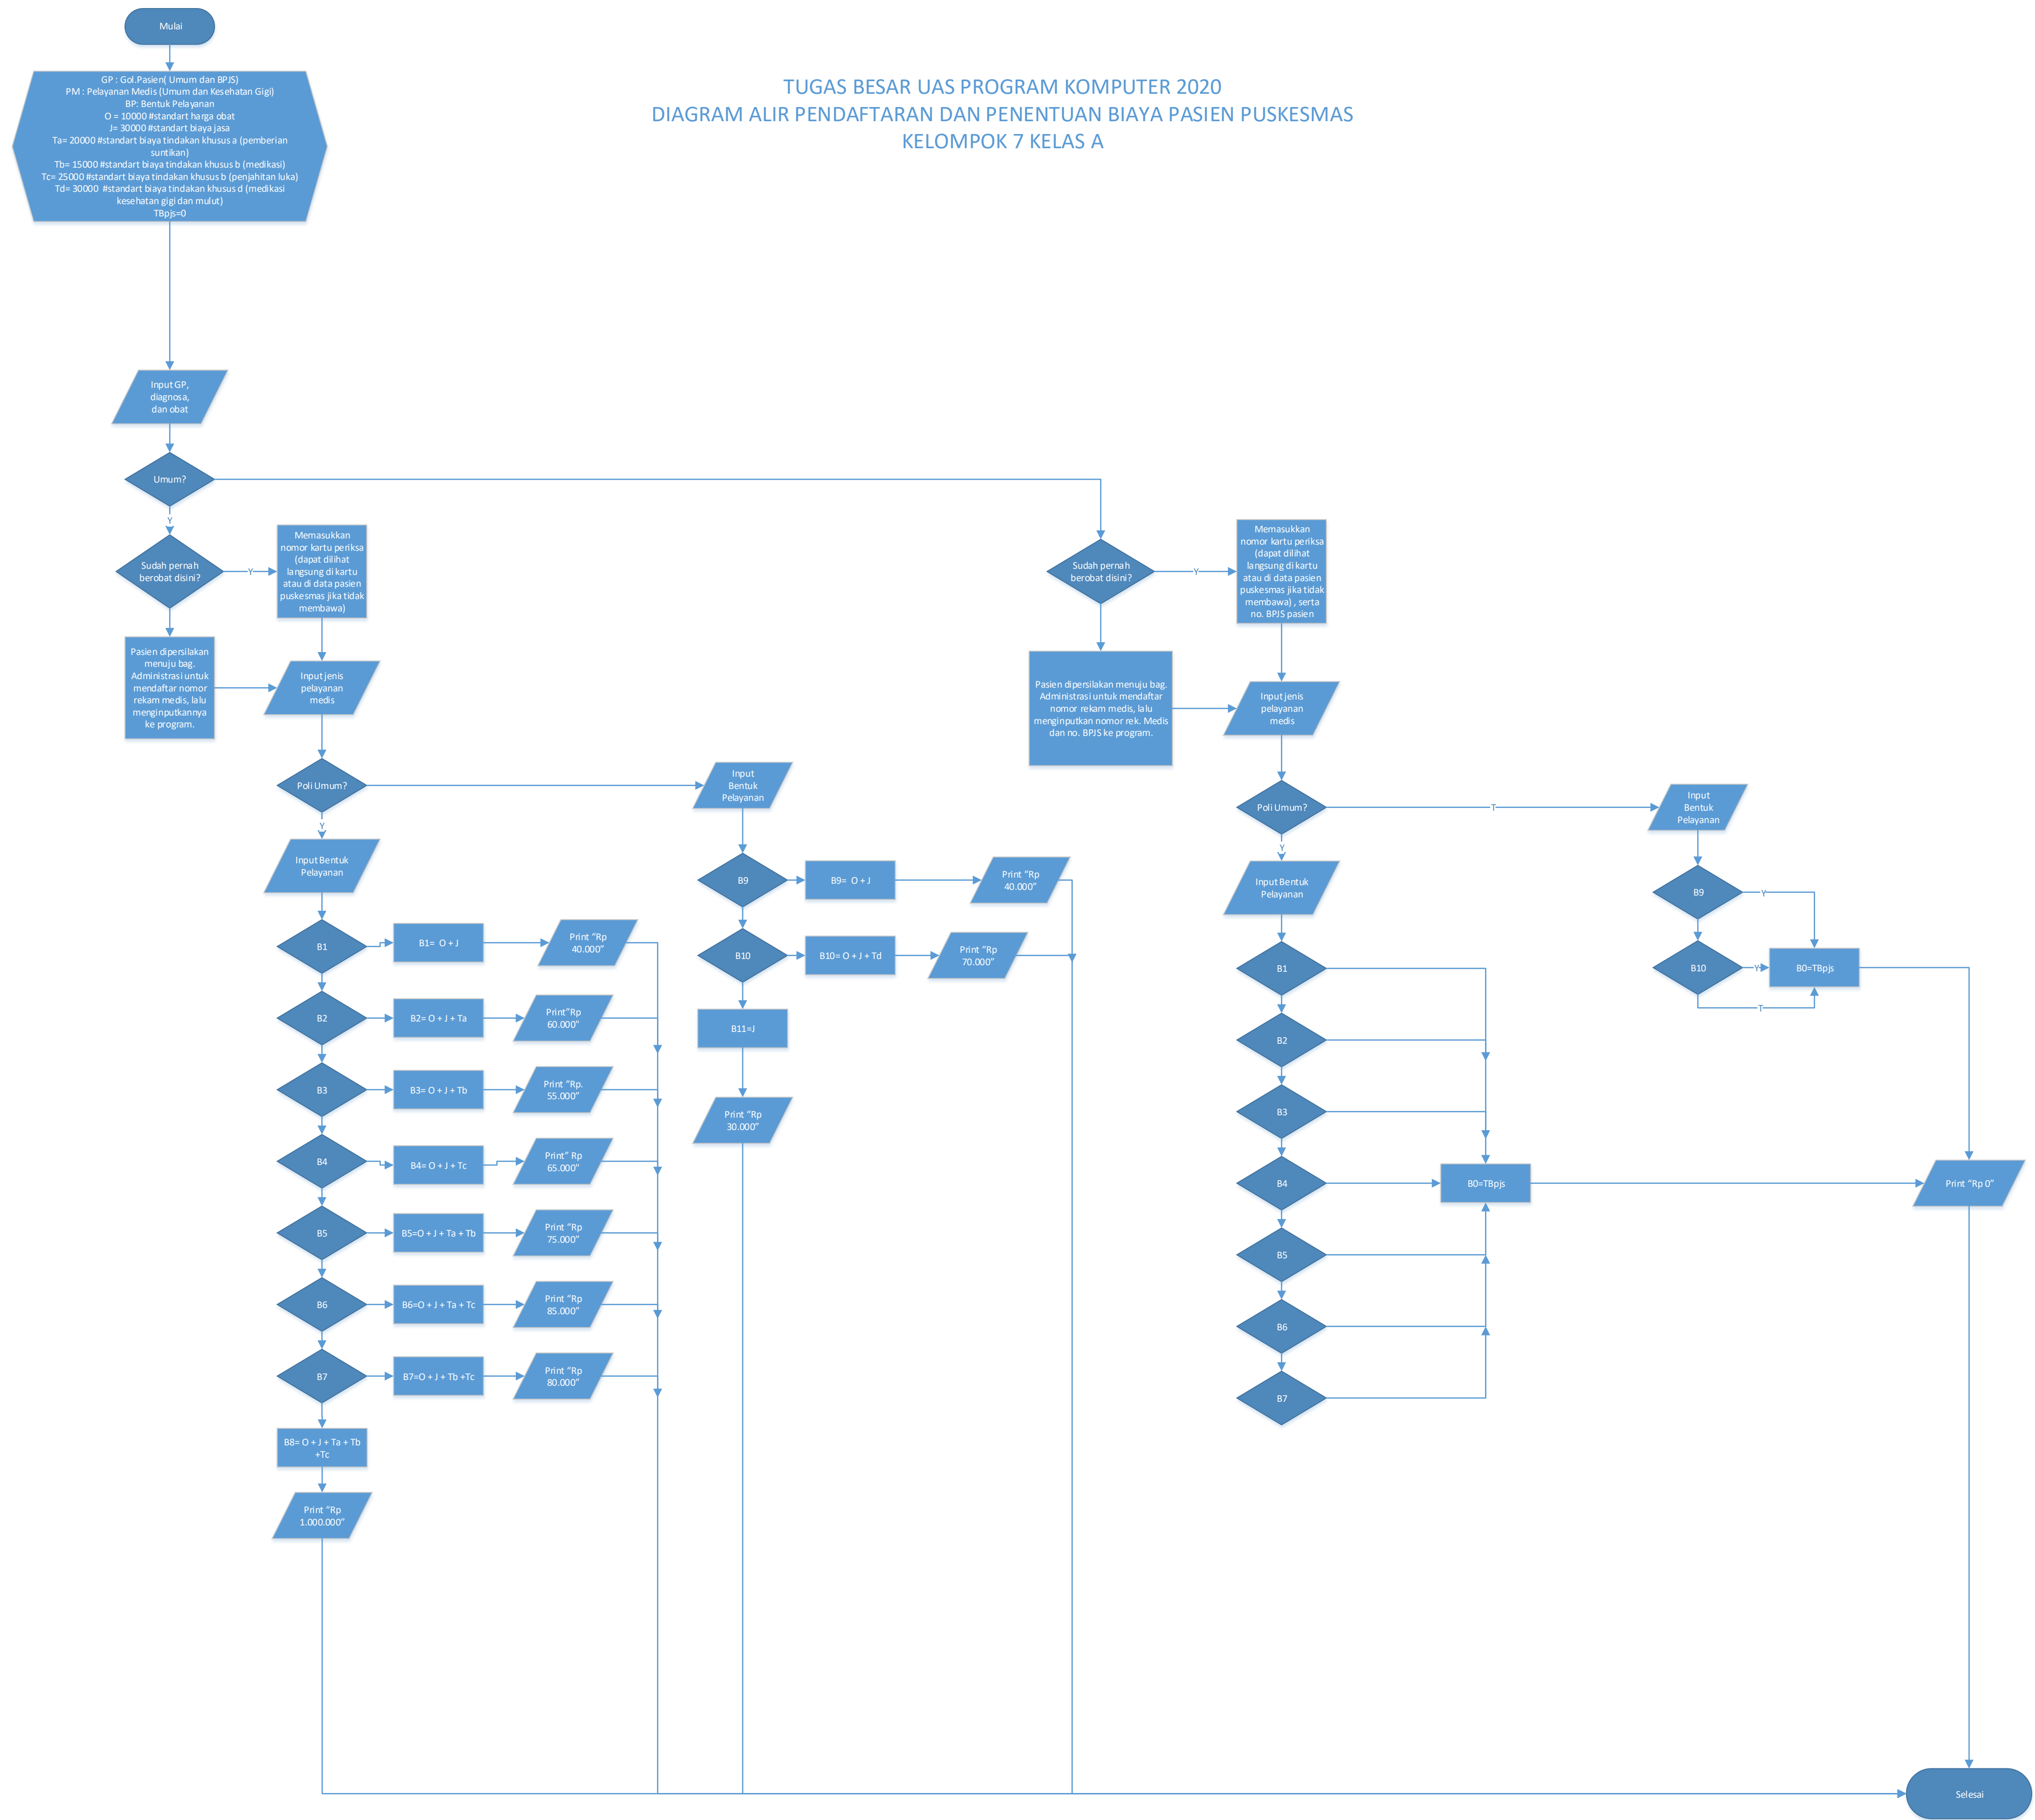 Mulai
TUGAS BESAR UAS PROGRAM KOMPUTER 2020
DIAGRAM ALIR PENDAFTARAN DAN PENENTUAN BIAYA PASIEN PUSKESMAS
KELOMPOK 7 KELAS A
GP : Gol.Pasien( Umum dan BPJS)
PM : Pelayanan Medis (Umum dan Kesehatan Gigi)
BP: Bentuk Pelayanan
O = 10000 #standart harga obat
J= 30000 #standart biaya jasa
Ta= 20000 #standart biaya tindakan khusus a (pemberian
suntikan)
Tb= 15000 #standart biaya tindakan khusus b (medikasi)
Tc= 25000 #standart biaya tindakan khusus b (penjahitan luka)
Td= 30000 #standart biaya tindakan khusus d (medikasi
kesehatan gigi dan mulut)
TBpjs=0
Input GP,
diagnosa,
dan obat
Umum?
Y
Sudah pernah
berobat disini?
Y
Memasukkan
nomor kartu periksa
(dapat dilihat
langsung di kartu
atau di data pasien
puskesmas jika tidak
membawa)
Pasien dipersilakan
menuju bag.
Administrasi untuk
mendaftar nomor
rekam medis, lalu
menginputkannya
ke program.
Input jenis
pelayanan
medis
Poli Umum?
Y
Input Bentuk
Pelayanan
B1
B1= O + J
Print “Rp
40.000”
B2
B2= O + J + Ta
Print”Rp
60.000"
B3
B3= O + J + Tb
Print “Rp.
55.000”
B4
B4= O + J + Tc
Print” Rp
65.000"
B5
B5=O + J + Ta + Tb
Print “Rp
75.000”
B6
B6=O + J + Ta + Tc
Print “Rp
85.000”
B7
B7=O + J + Tb +Tc
Print “Rp
80.000”
B8= O + J + Ta + Tb
+Tc
Print “Rp
1.000.000”
Input
Bentuk
Pelayanan
B9
B9= O + J
Print “Rp
40.000”
B10
B10= O + J + Td
Print “Rp
70.000”
B11=J
Print “Rp
30.000”
Sudah pernah
berobat disini?
Y
Memasukkan
nomor kartu periksa
(dapat dilihat
langsung di kartu
atau di data pasien
puskesmas jika tidak
membawa) , serta
no. BPJS pasien
Pasien dipersilakan menuju bag.
Administrasi untuk mendaftar
nomor rekam medis, lalu
menginputkan nomor rek. Medis
dan no. BPJS ke program.
Input jenis
pelayanan
medis
Poli Umum?
T
Y
Input Bentuk
Pelayanan
B1
B2
B3
B4
B5
B6
B7
B0=TBpjs
Input
Bentuk
Pelayanan
B9
Y
B10
Y
T
B0=TBpjs
Print “Rp 0”
Selesai